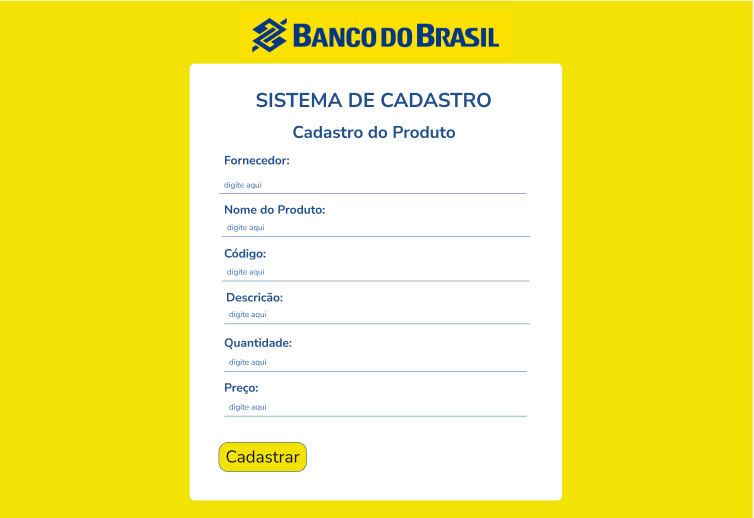 BANCO DO BRASIL
SISTEMA DE CADASTRO
Cadastro do Produto
Fornecedor:
digite aqui
Nome do Produto:
digite aqui
Código:
digite aqui
Descricão:
digite aqui
Quantidade:
digite aqui
Preço:
digite aqui
Cadastrar